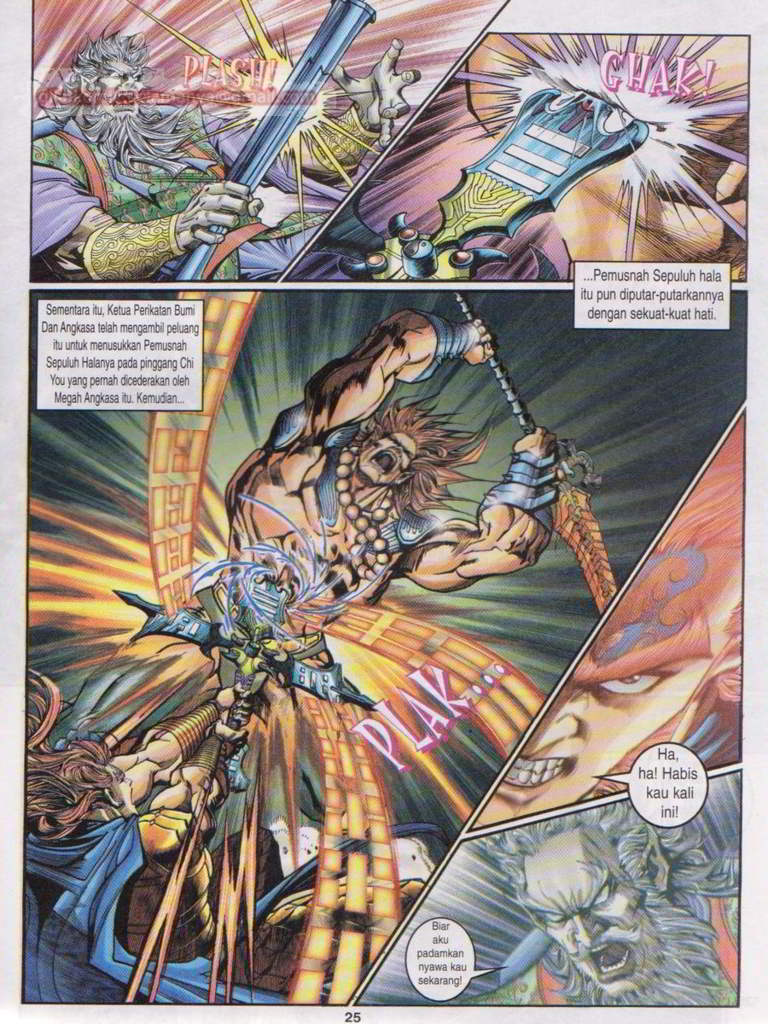 PLASH!
GHAK!
...Pemusnah Sepuluh hala
itu pun diputar-putarkannya
dengan sekuat-kuat hati.
Sementara itu, Ketua Perikatan Bumi
Dan Angkasa telah mengambil peluang
itu untuk menusukkan Pemusnah
Sepuluh Halanya pada pinggang Chi
You yang pernah dicederakan oleh
Megah Angkasa itu. Kemudian...
PLAK....
Ha,
ha! Habis
kau kali
ini!
Biar
aku
padamkan
nyawa kau
sekarang!
25